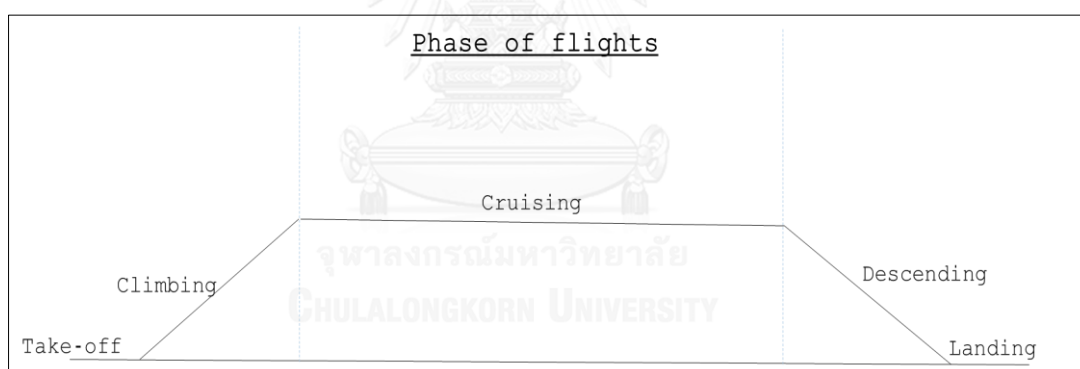 Phase of flights
Cruising
Climbing
Descending
Take-off
Landing
จุฬาลงกรณ์มหาวิทยาลัย
CHULALONGKORN UNIVERSITY